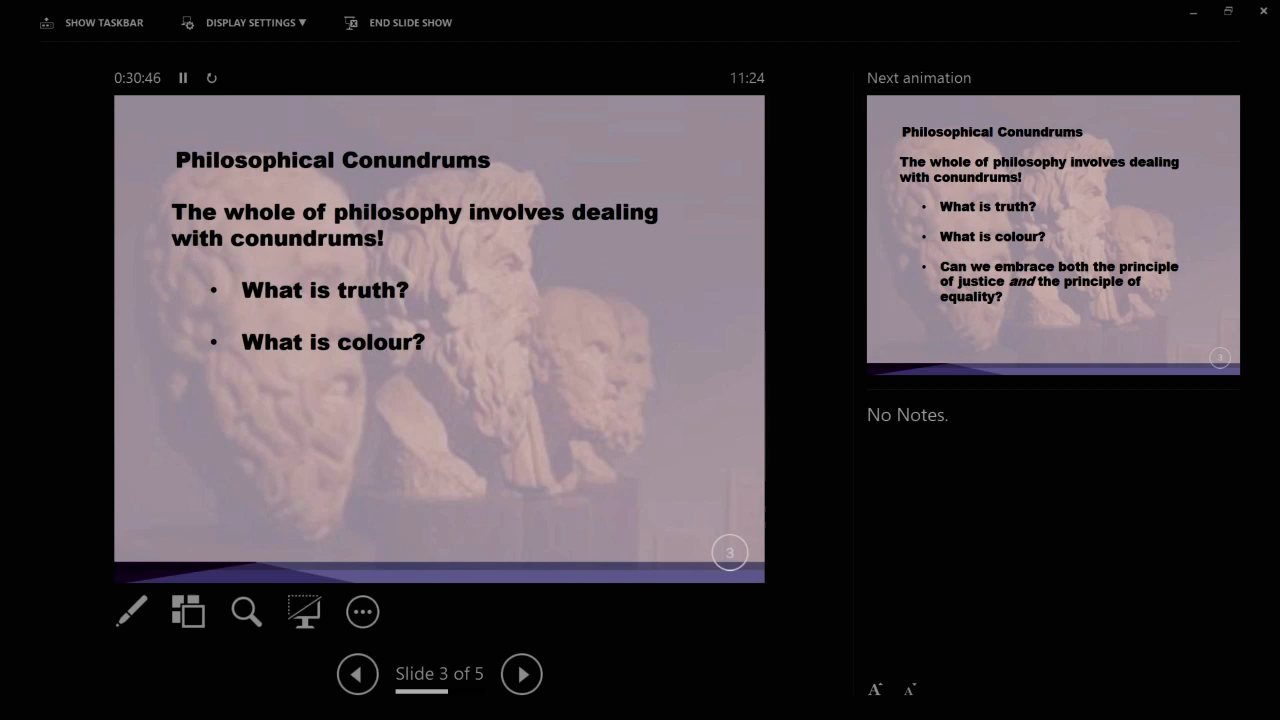 SHOW TASKBAR
DISPLAY SETTINGS ▼
END SLIDE SHOW
0:30:46
11:24
Philosophical Conundrums
The whole of philosophy involves dealing
with conundrums!
• What is truth?
• What is colour?
3
Slide 3 of 5
Next animation
Philosophical Conundrums
The whole of philosophy involves dealing
with conundrums!
• What is truth?
• What is colour?
• Can we embrace both the principle
of justice and the principle of
equality?
3
No Notes.
A A